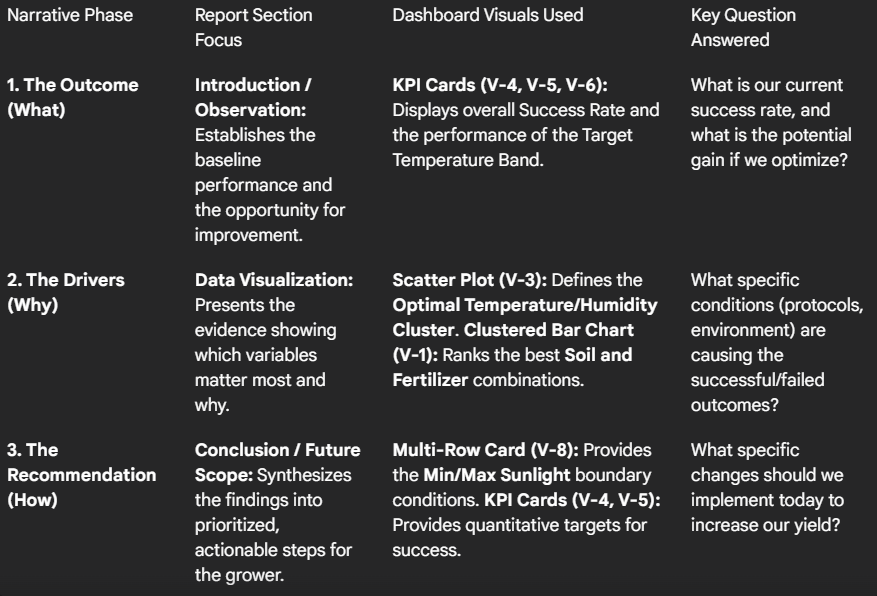 Narrative Phase
Report Section
Focus
Dashboard Visuals Used
Key Question
Answered
1. The Outcome
(What)
Introduction /
Observation:
Establishes the
baseline
performance and
the opportunity for
improvement.
KPI Cards (V-4, V-5, V-6):
Displays overall Success Rate and
the performance of the Target
Temperature Band.
What is our current
success rate, and
what is the potential
gain if we optimize?
2. The Drivers
(Why)
Data Visualization:
Presents the
evidence showing
which variables
matter most and
why.
Scatter Plot (V-3): Defines the
Optimal Temperature/Humidity
Cluster. Clustered Bar Chart
(V-1): Ranks the best Soil and
Fertilizer combinations.
What specific
conditions (protocols,
environment) are
causing the
successful/failed
outcomes?
3. The
Recommendation
(How)
Conclusion / Future
Scope: Synthesizes
the findings into
prioritized,
actionable steps for
the grower.
Multi-Row Card (V-8): Provides
the Min/Max Sunlight boundary
conditions. KPI Cards (V-4, V-5):
Provides quantitative targets for
success.
What specific
changes should we
implement today to
increase our yield?